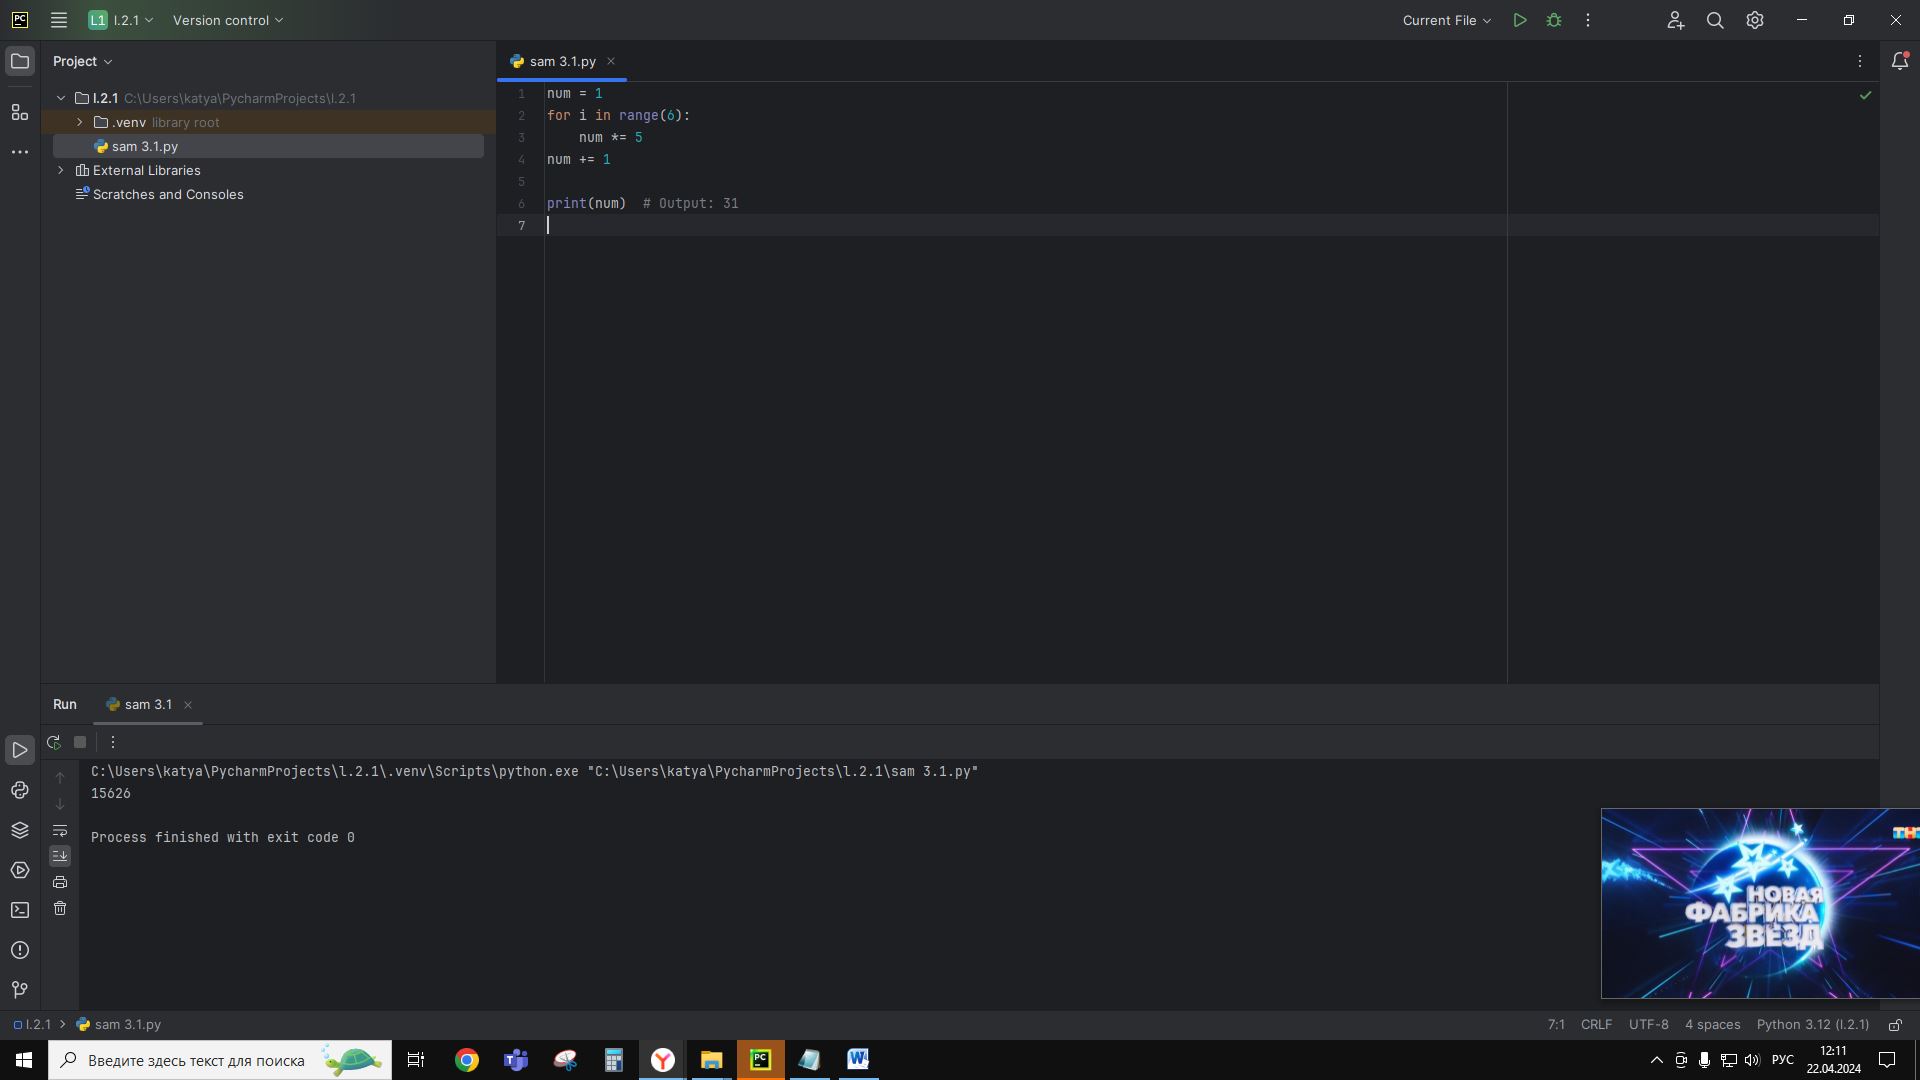 PC
L1 l.2.1
Version control
Current File
Project
sam 3.1.py
l.2.1 C:\Users\katya\PycharmProjects\l.2.1
.venv library root
sam 3.1.py
External Libraries
Scratches and Consoles
1 num = 1
2 for i in range(6):
3     num *= 5
4 num += 1
5
6 print(num)  # Output: 31
7
Run
sam 3.1
C:\Users\katya\PycharmProjects\l.2.1\.venv\Scripts\python.exe "C:\Users\katya\PycharmProjects\l.2.1\sam 3.1.py"
15626
Process finished with exit code 0
ТНТ
НОВАЯ
ФАБРИКА
ЗВЁЗД
l.2.1
sam 3.1.py
7:1
CRLF
UTF-8
4 spaces
Python 3.12 (l.2.1)
Введите здесь текст для поиска
PC
РУС
12:11
22.04.2024